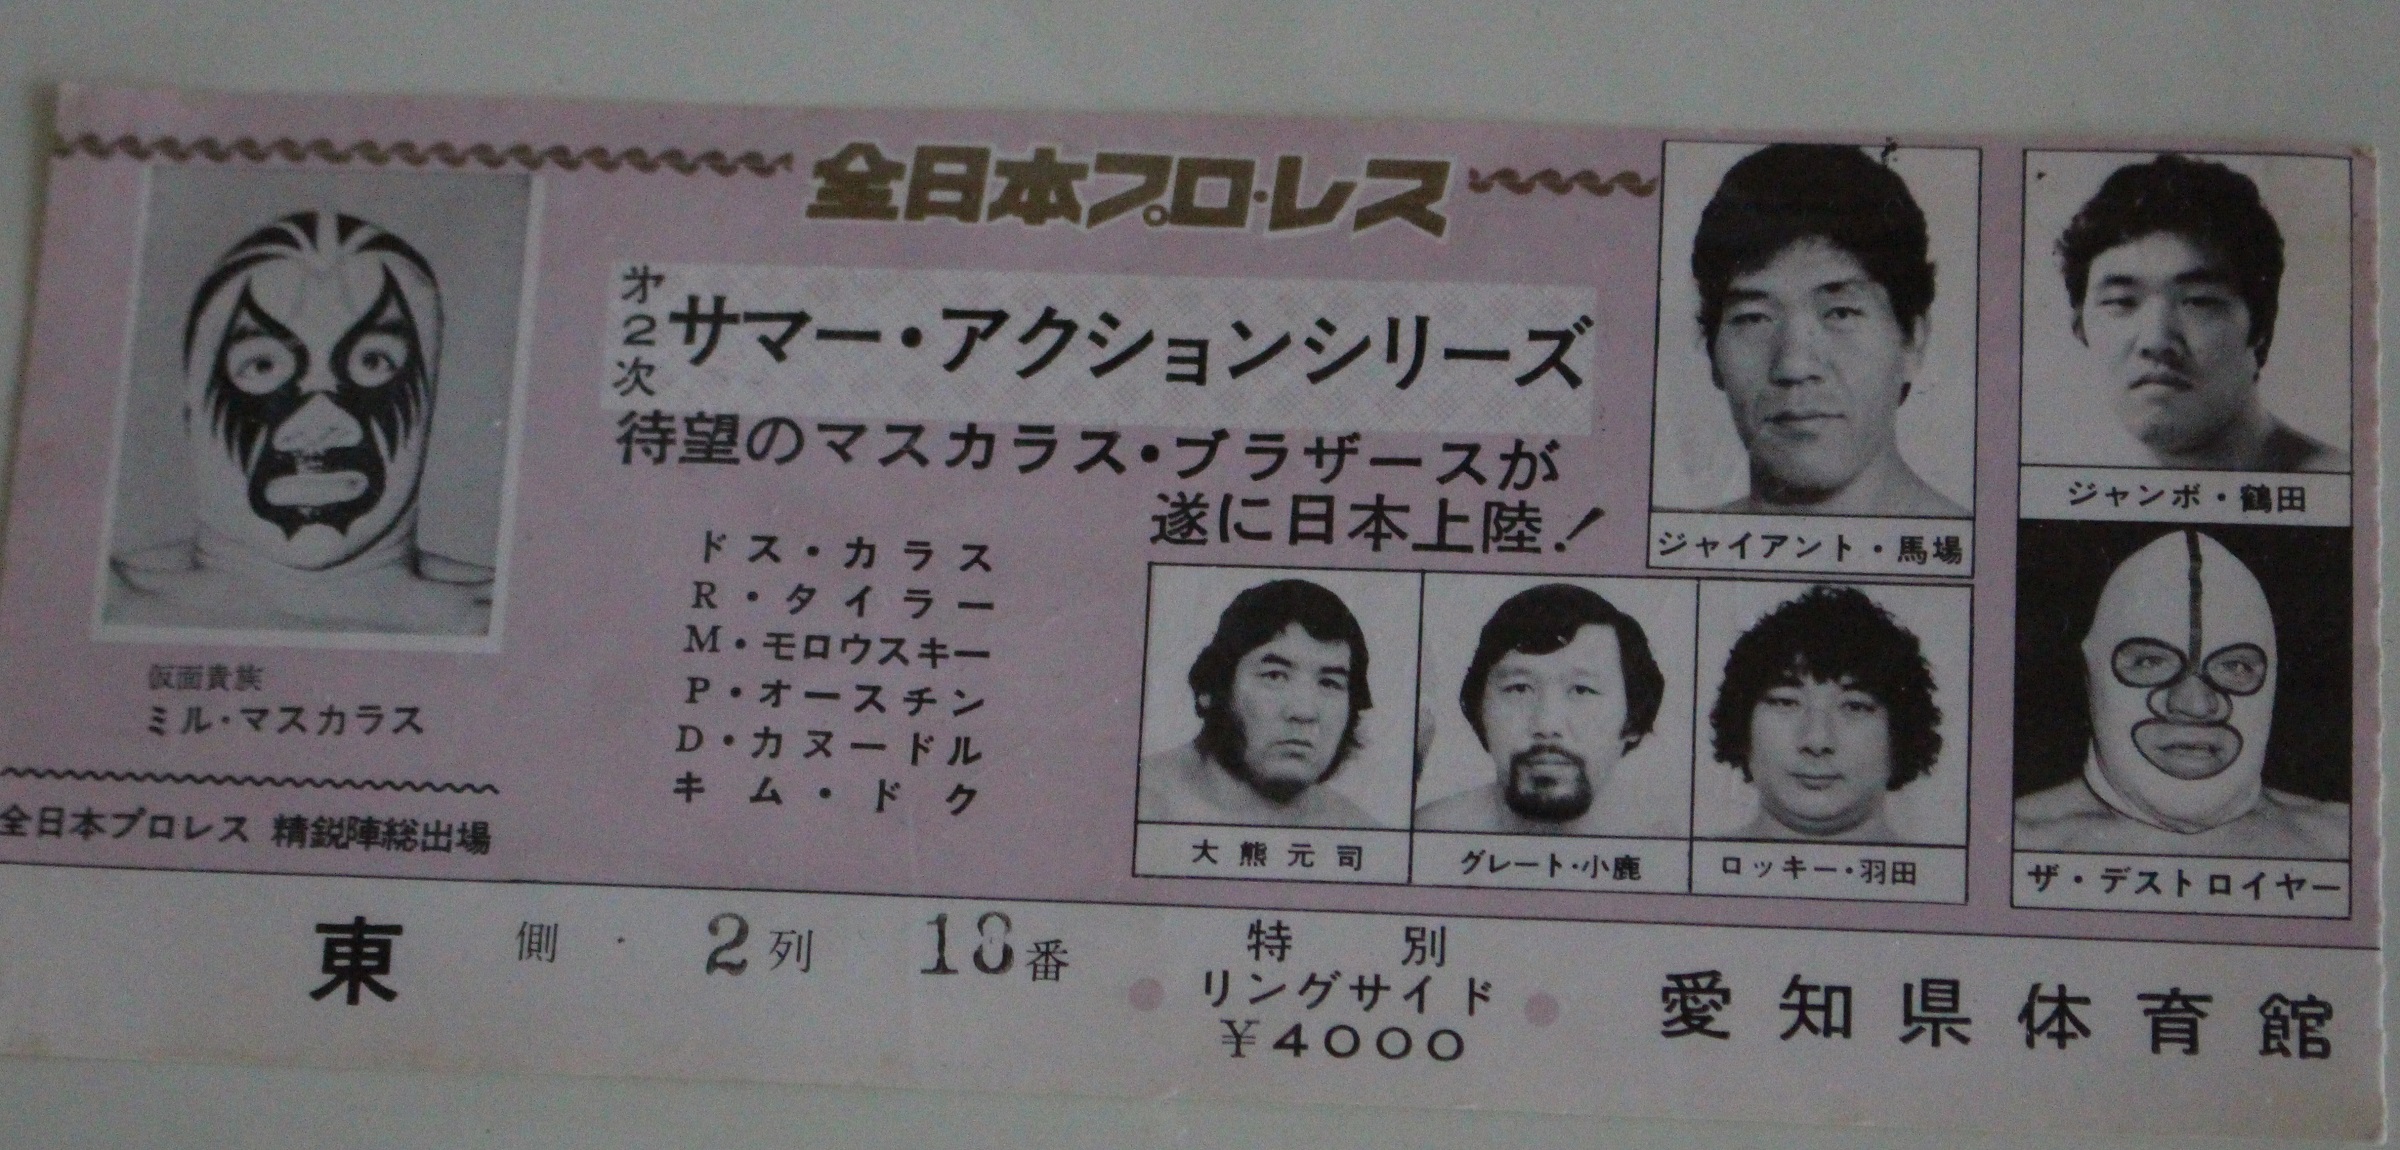 全日本プロ・レス
才2次
サマー・アクションシリーズ
待望のマスカラス・ブラザースが
遂に日本上陸！
仮面貴族
ミル・マスカラス
全日本プロレス 精鋭陣総出場
ドス・カラス
R・タイラー
M・モロウスキー
P・オースチン
D・カヌードル
キム・ドク
ジャイアント・馬場
ジャンボ・鶴田
大熊元司
グレート・小鹿
ロッキー・羽田
ザ・デストロイヤー
東側・2列 18番
特別
リングサイド
¥4000
愛知県体育館